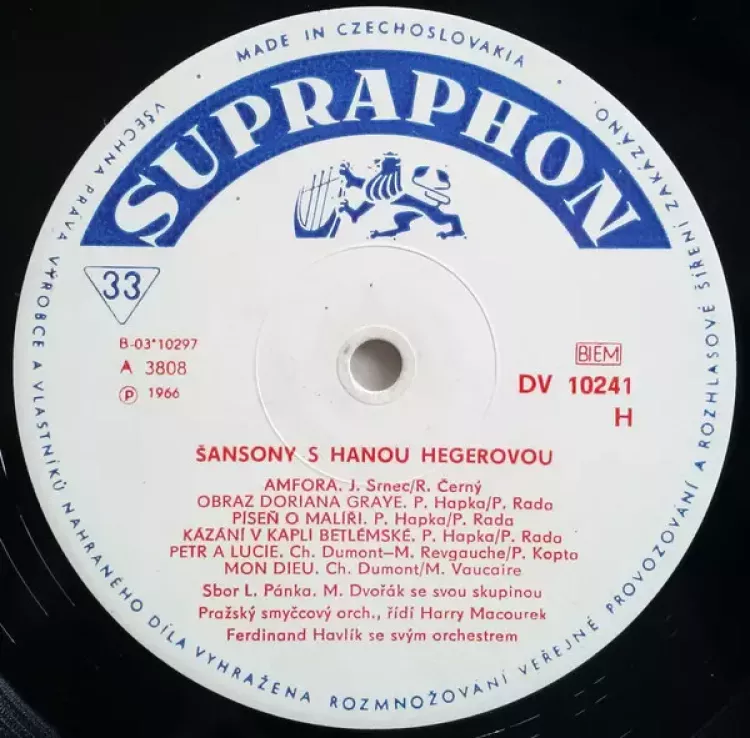 · MADE IN CZECHOSLOVAKIA ·
SUPRAPHON
VŠECHNA PRÁVA VÝROBCE A VLASTNÍKŮ NAHRANÉHO DÍLA VYHRAŽENA ROZMNOŽOVÁNÍ VEŘEJNÉ PROVOZOVÁNÍ A ROZHLASOVÉ ŠÍŘENÍ ZAKÁZÁNO
33
B-03*10297
A 3808
Ⓟ 1966
BIEM
DV 10241
H
ŠANSONY S HANOU HEGEROVOU
AMFORA. J. Srnec/R. Černý
OBRAZ DORIANA GRAYE. P. Hapka/P. Rada
PÍSEŇ O MALÍŘI. P. Hapka/P. Rada
KÁZÁNÍ V KAPLI BETLÉMSKÉ. P. Hapka/P. Rada
PETR A LUCIE. Ch. Dumont–M. Revgauche/P. Kopta
MON DIEU. Ch. Dumont/M. Vaucaire
Sbor L. Pánka. M. Dvořák se svou skupinou
Pražský smyčcový orch., řídí Harry Macourek
Ferdinand Havlík se svým orchestrem